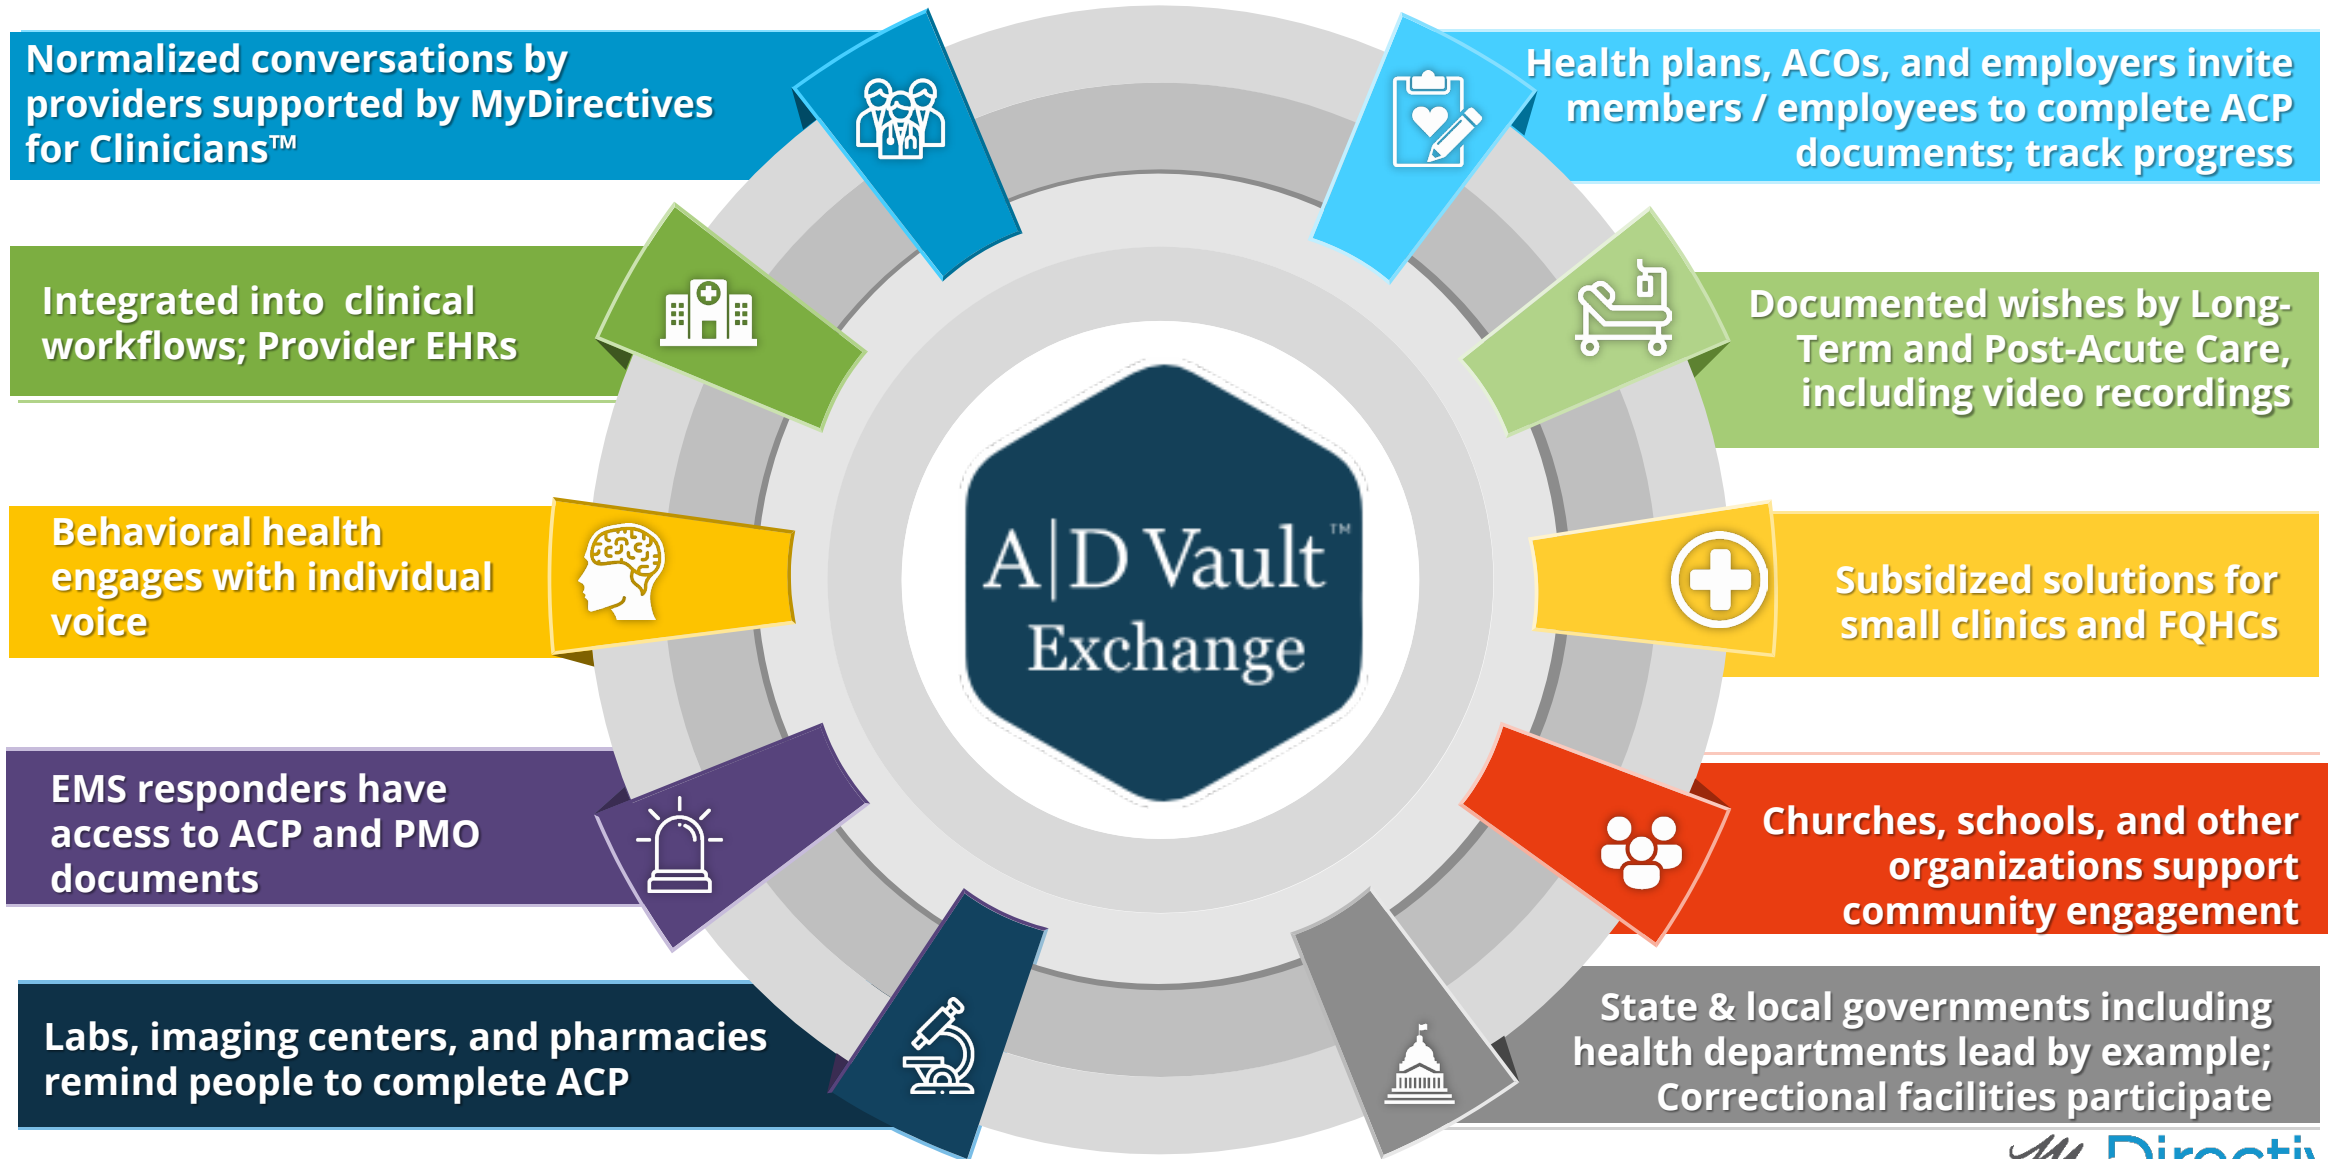 Normalized conversations by
providers supported by MyDirectives
for Clinicians™
Integrated into clinical
workflows; Provider EHRs
Behavioral health
engages with individual
voice
EMS responders have
access to ACP and PMO
documents
Labs, imaging centers, and pharmacies
remind people to complete ACP
A|D Vault™
Exchange
Health plans, ACOs, and employers invite
members / employees to complete ACP
documents; track progress
Documented wishes by Long-
Term and Post-Acute Care,
including video recordings
Subsidized solutions for
small clinics and FQHCs
Churches, schools, and other
organizations support
community engagement
State & local governments including
health departments lead by example;
Correctional facilities participate